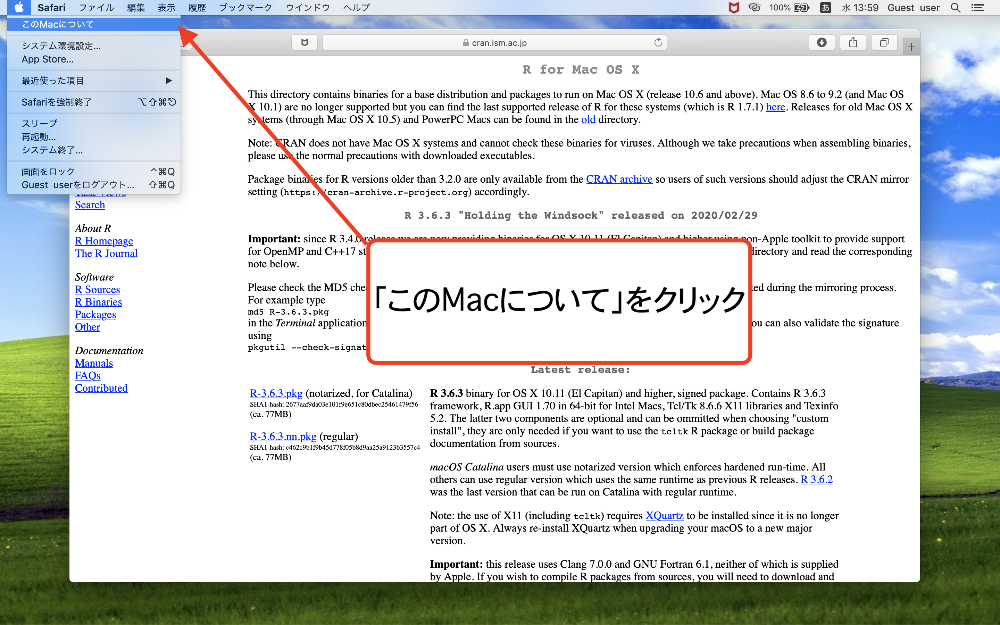 Safari ファイル 編集 表示 履歴 ブックマーク ウインドウ ヘルプ
100% あ 水 13:59 Guest user
このMacについて
システム環境設定...
App Store...
最近使った項目 ▶
Safariを強制終了 ⌥⇧⌘⎋
スリープ
再起動...
システム終了...
画面をロック ^⌘Q
Guest userをログアウト... ⇧⌘Q
cran.ism.ac.jp
Search
About R
R Homepage
The R Journal
Software
R Sources
R Binaries
Packages
Other
Documentation
Manuals
FAQs
Contributed
R for Mac OS X
This directory contains binaries for a base distribution and packages to run on Mac OS X (release 10.6 and above). Mac OS 8.6 to 9.2 (and Mac OS
X 10.1) are no longer supported but you can find the last supported release of R for these systems (which is R 1.7.1) here. Releases for old Mac OS X
systems (through Mac OS X 10.5) and PowerPC Macs can be found in the old directory.
Note: CRAN does not have Mac OS X systems and cannot check these binaries for viruses. Although we take precautions when assembling binaries,
please use the normal precautions with downloaded executables.
Package binaries for R versions older than 3.2.0 are only available from the CRAN archive so users of such versions should adjust the CRAN mirror
setting (https://cran-archive.r-project.org) accordingly.
R 3.6.3 "Holding the Windsock" released on 2020/02/29
Important: since R 3.4.0 release we are now providing binaries for OS X 10.11 (El Capitan) and higher using non-Apple toolkit to provide support
for OpenMP and C++17 directory and read the corresponding
note below.
Please check the MD5 during the mirroring process.
For example type
md5 R-3.6.3.pkg
in the Terminal application can also validate the signature
using
pkgutil
「このMacについて」をクリック
Latest release:
R-3.6.3.pkg (notarized, for Catalina)
SHA1-hash: 2677aaf9da03e101f9e651c80dbec25461479f56
(ca. 77MB)
R-3.6.3.nn.pkg (regular)
SHA1-hash: c462c9b1f9b45d778f05b8d9aa25a9123b3557c4
(ca. 77MB)
R 3.6.3 binary for OS X 10.11 (El Capitan) and higher, signed package. Contains R 3.6.3
framework, R.app GUI 1.70 in 64-bit for Intel Macs, Tcl/Tk 8.6.6 X11 libraries and Texinfo
5.2. The latter two components are optional and can be ommitted when choosing "custom
install", they are only needed if you want to use the tcltk R package or build package
documentation from sources.
macOS Catalina users must use notarized version which enforces hardened run-time. All
others can use regular version which uses the same runtime as previous R releases. R 3.6.2
was the last version that can be run on Catalina with regular runtime.
Note: the use of X11 (including tcltk) requires XQuartz to be installed since it is no longer
part of OS X. Always re-install XQuartz when upgrading your macOS to a new major
version.
Important: this release uses Clang 7.0.0 and GNU Fortran 6.1, neither of which is supplied
by Apple. If you wish to compile R packages from sources, you will need to download and